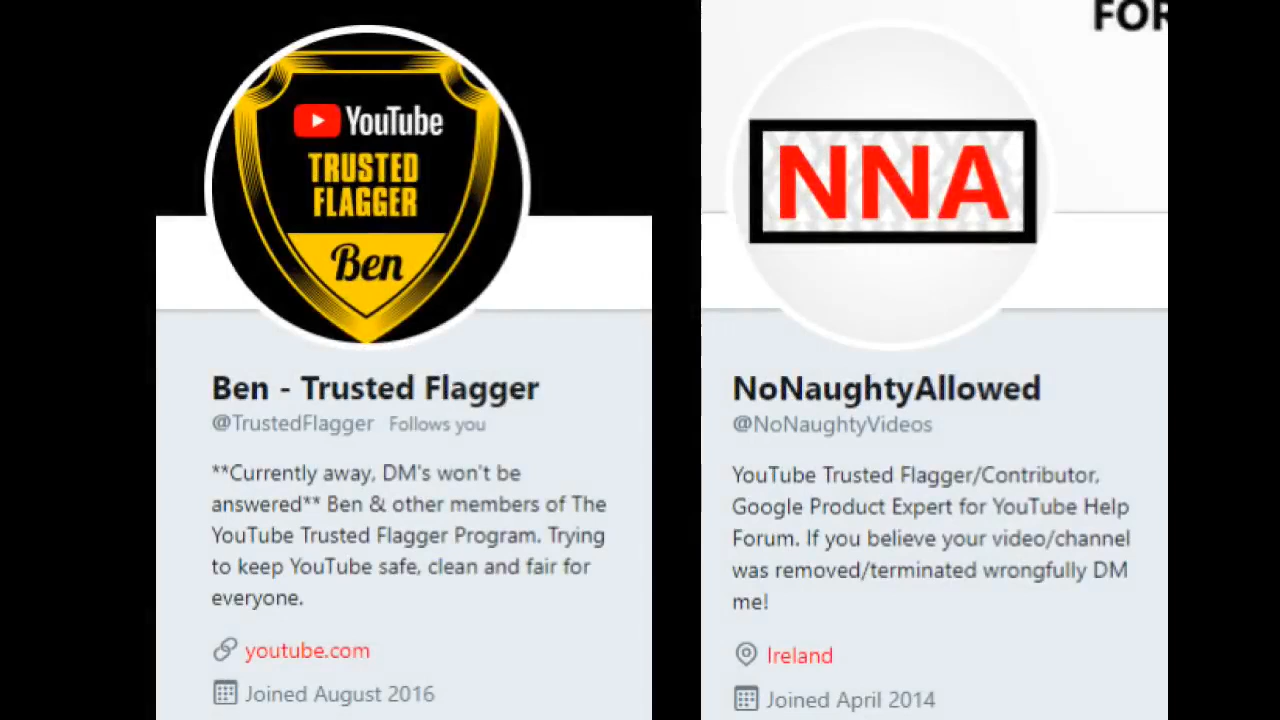 YouTube
TRUSTED
FLAGGER
Ben
Ben - Trusted Flagger
@TrustedFlagger Follows you
**Currently away, DM's won't be
answered** Ben & other members of The
YouTube Trusted Flagger Program. Trying
to keep YouTube safe, clean and fair for
everyone.
youtube.com
Joined August 2016
FOR
NNA
NoNaughtyAllowed
@NoNaughtyVideos
YouTube Trusted Flagger/Contributor,
Google Product Expert for YouTube Help
Forum. If you believe your video/channel
was removed/terminated wrongfully DM
me!
Ireland
Joined April 2014